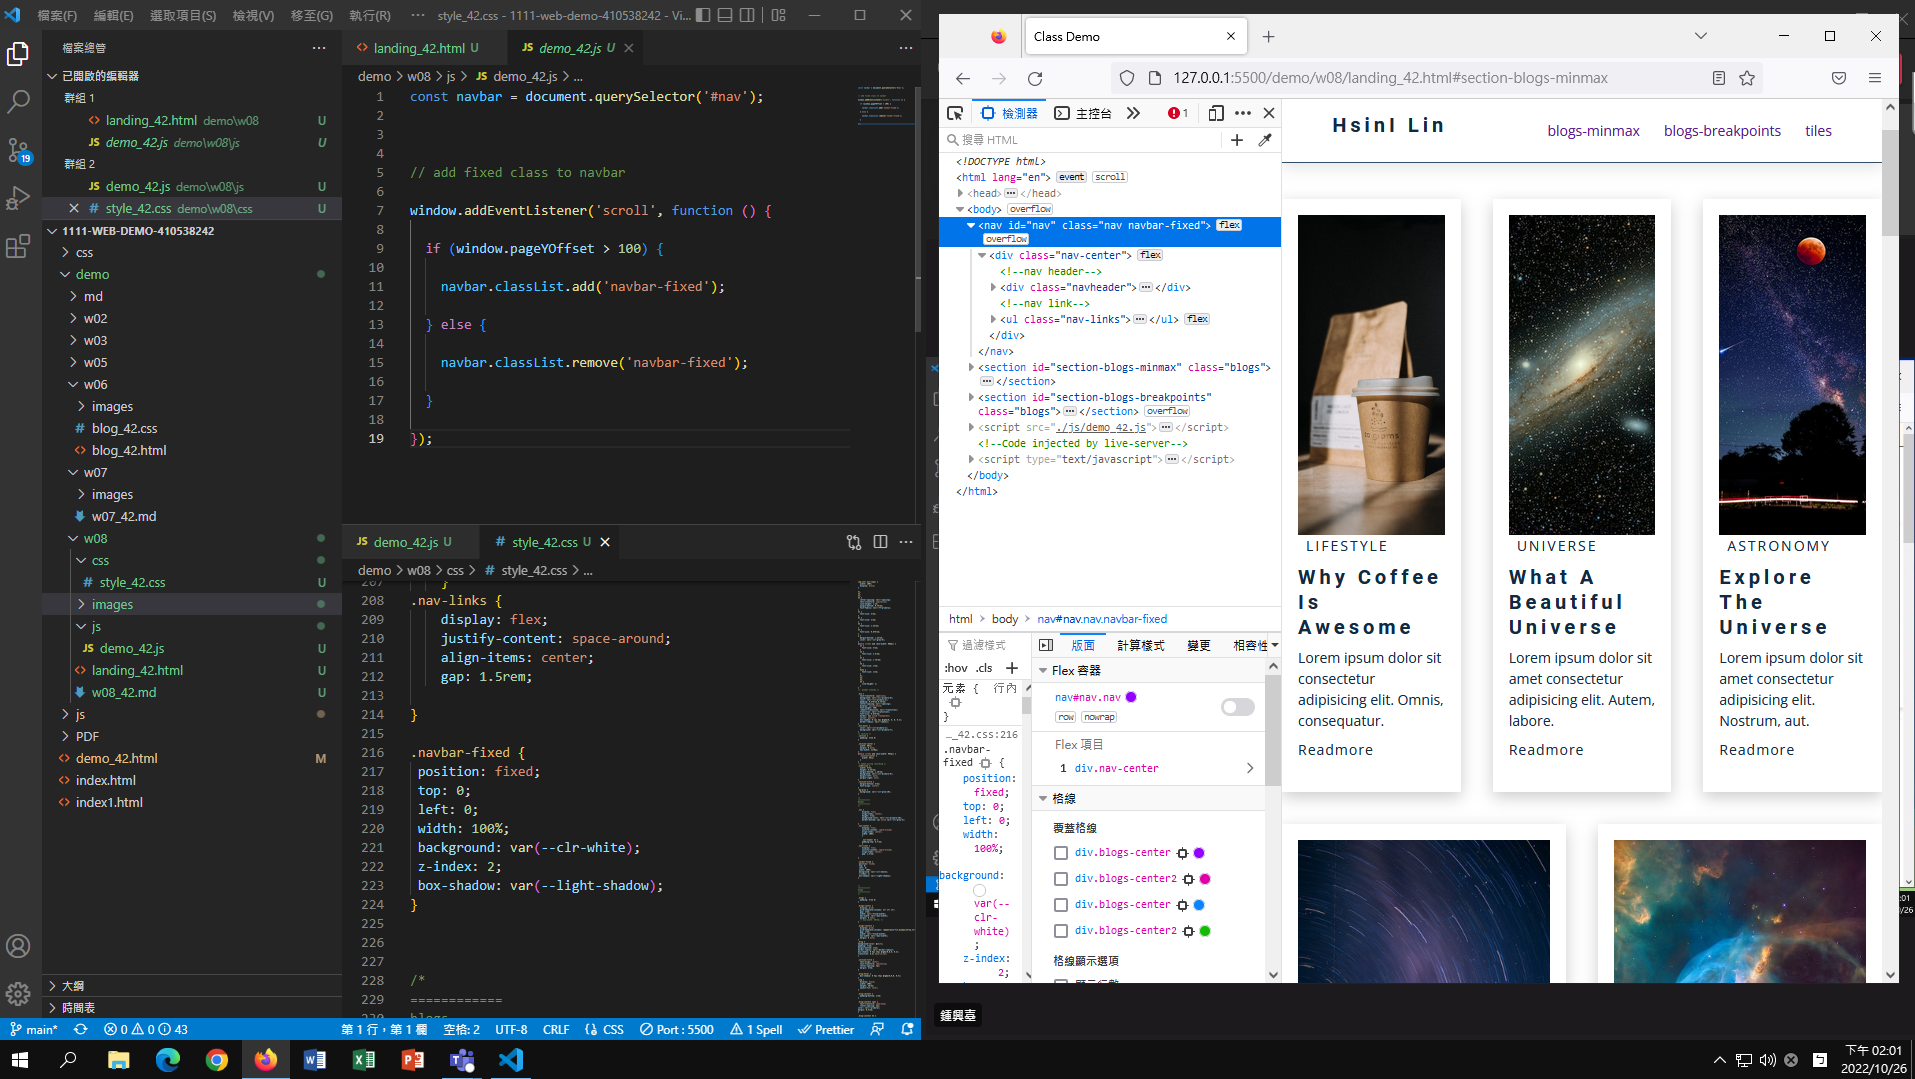 檔案(F) 編輯(E) 選取項目(S) 檢視(V) 移至(G) 執行(R) ··· style_42.css - 1111-web-demo-410538242 - Vi...
檔案總管 ···
已開啟的編輯器
群組 1
landing_42.html demo\w08 U
demo_42.js demo\w08\js U
群組 2
demo_42.js demo\w08\js U
style_42.css demo\w08\css U
1111-WEB-DEMO-410538242
css
demo
md
w02
w03
w05
w06
images
blog_42.css
blog_42.html
w07
images
w07_42.md
w08
css
style_42.css U
images
js
demo_42.js U
landing_42.html U
w08_42.md U
js
PDF
demo_42.html M
index.html
index1.html
大綱
時間表
19
landing_42.html U
JS demo_42.js U
demo > w08 > js > JS demo_42.js > ...
1 const navbar = document.querySelector('#nav');
2
3
4
5 // add fixed class to navbar
6
7 window.addEventListener('scroll', function () {
8
9 if (window.pageYOffset > 100) {
10
11 navbar.classList.add('navbar-fixed');
12
13 } else {
14
15 navbar.classList.remove('navbar-fixed');
16
17 }
18
19 });
JS demo_42.js U
# style_42.css U
demo > w08 > css > # style_42.css > ...
207 }
208 .nav-links {
209 display: flex;
210 justify-content: space-around;
211 align-items: center;
212 gap: 1.5rem;
213
214 }
215
216 .navbar-fixed {
217 position: fixed;
218 top: 0;
219 left: 0;
220 width: 100%;
221 background: var(--clr-white);
222 z-index: 2;
223 box-shadow: var(--light-shadow);
224 }
225
226
227
228 /*
229 ============
230 blogs
main* 0 0 43 第 1 行，第 1 欄 空格: 2 UTF-8 CRLF CSS Port : 5500 1 Spell Prettier
Class Demo
127.0.0.1:5500/demo/w08/landing_42.html#section-blogs-minmax
檢測器 主控台 1
搜尋 HTML
<!DOCTYPE html>
<html lang="en"> event scroll
<head>···</head>
<body> overflow
<nav id="nav" class="nav navbar-fixed"> flex
overflow
<div class="nav-center"> flex
<!--nav header-->
<div class="navheader">···</div>
<!--nav link-->
<ul class="nav-links">···</ul> flex
</div>
</nav>
<section id="section-blogs-minmax" class="blogs">
···</section>
<section id="section-blogs-breakpoints"
class="blogs">···</section> overflow
<script src="./js/demo_42.js">···</script>
<!--Code injected by live-server-->
<script type="text/javascript">···</script>
</body>
</html>
html > body > nav#nav.nav.navbar-fixed
過濾樣式
:hov .cls +
元素 { 行內
}
…_42.css:216
.navbar-
fixed {
position:
fixed;
top: 0;
left: 0;
width:
100%;
background:
var(--
clr-
white)
;
z-index:
2;
版面 計算樣式 變更 相容性
Flex 容器
nav#nav.nav
row nowrap
Flex 項目
1 div.nav-center
格線
覆蓋格線
div.blogs-center
div.blogs-center2
div.blogs-center
div.blogs-center2
格線顯示選項
顯示行數
HsinI Lin
blogs-minmax blogs-breakpoints tiles
LIFESTYLE
Why Coffee
Is
Awesome
Lorem ipsum dolor sit
consectetur
adipisicing elit. Omnis,
consequatur.
Readmore
UNIVERSE
What A
Beautiful
Universe
Lorem ipsum dolor sit
amet consectetur
adipisicing elit. Autem,
labore.
Readmore
ASTRONOMY
Explore
The
Universe
Lorem ipsum dolor sit
amet consectetur
adipisicing elit.
Nostrum, aut.
Readmore
鍾興臺
下午 02:01
2022/10/26